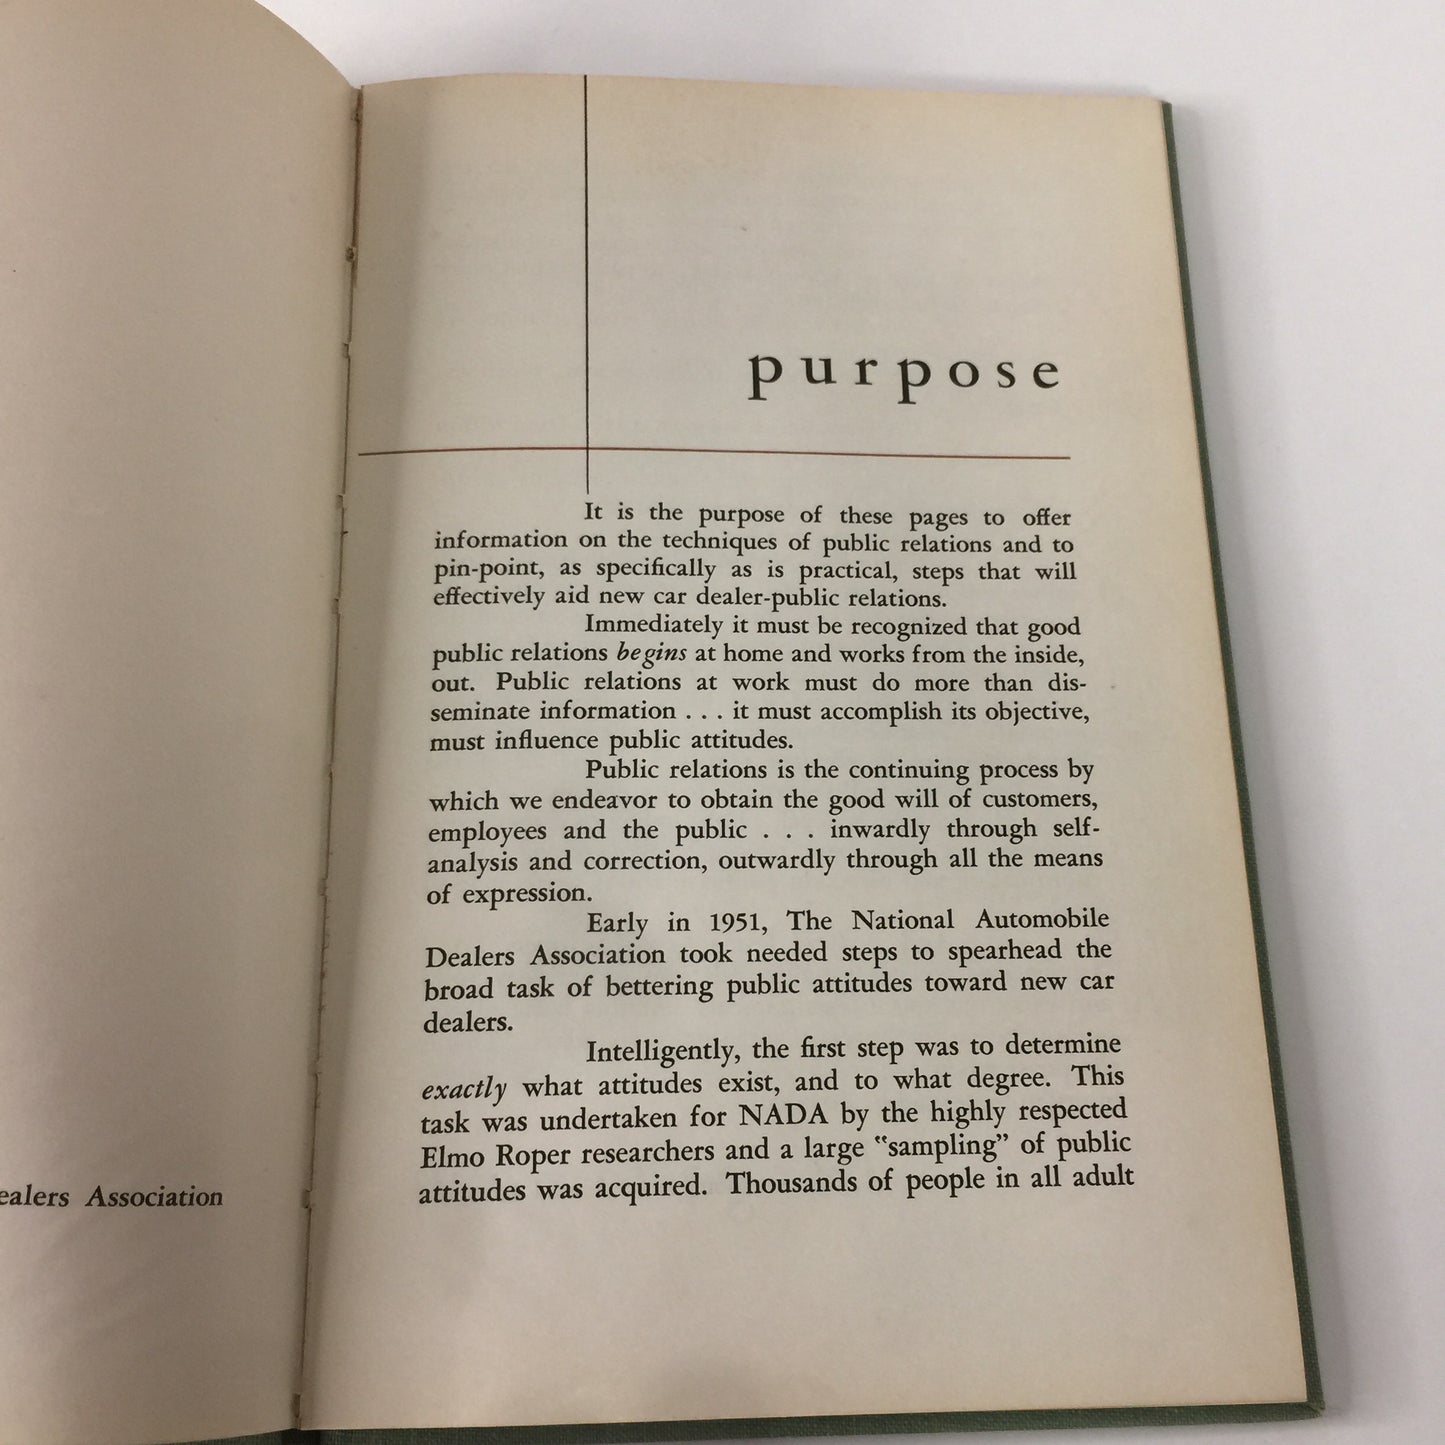 purpose
It is the purpose of these pages to offer
information on the techniques of public relations and to
pin-point, as specifically as is practical, steps that will
effectively aid new car dealer-public relations.
Immediately it must be recognized that good
public relations begins at home and works from the inside,
out. Public relations at work must do more than dis-
seminate information . . . it must accomplish its objective,
must influence public attitudes.
Public relations is the continuing process by
which we endeavor to obtain the good will of customers,
employees and the public . . . inwardly through self-
analysis and correction, outwardly through all the means
of expression.
Early in 1951, The National Automobile
Dealers Association took needed steps to spearhead the
broad task of bettering public attitudes toward new car
dealers.
Intelligently, the first step was to determine
exactly what attitudes exist, and to what degree. This
task was undertaken for NADA by the highly respected
Elmo Roper researchers and a large "sampling" of public
attitudes was acquired. Thousands of people in all adult
ealers Association